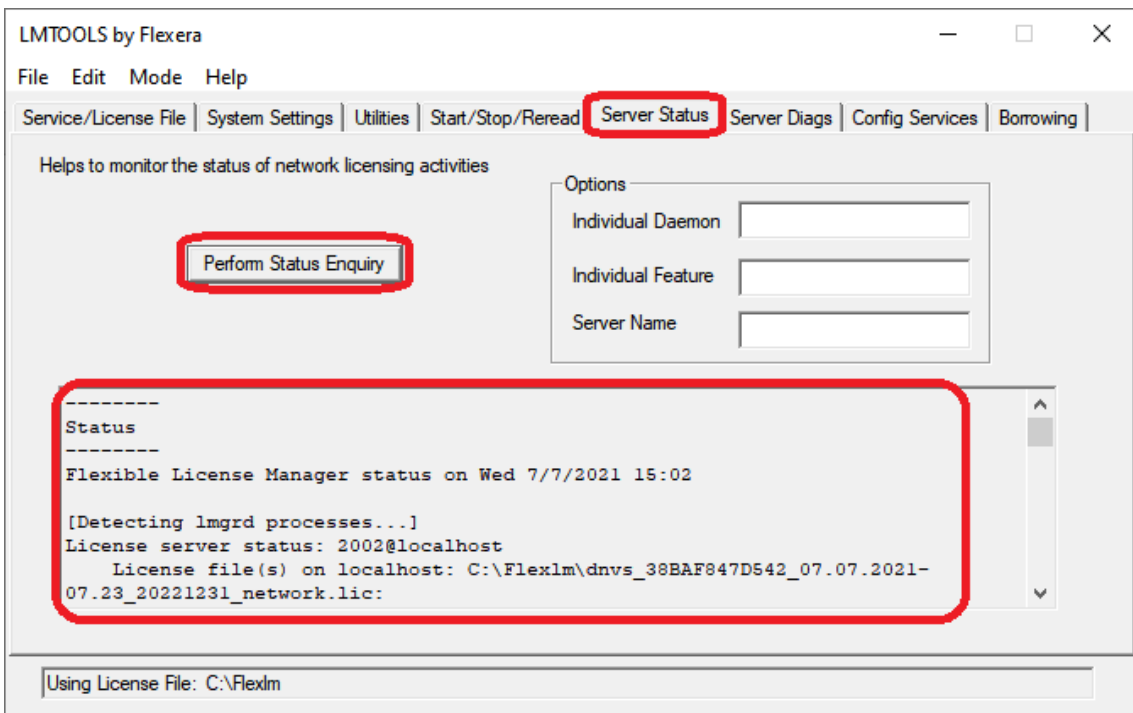 LMTOOLS by Flexera
File Edit Mode Help
Service/License File System Settings Utilities Start/Stop/Reread Server Status Server Diags Config Services Borrowing
Helps to monitor the status of network licensing activities
Options
Individual Daemon
Perform Status Enquiry
Individual Feature
Server Name
--------
Status
--------
Flexible License Manager status on Wed 7/7/2021 15:02
[Detecting lmgrd processes...]
License server status: 2002@localhost
License file(s) on localhost: C:\Flexlm\dnvs_38BAF847D542_07.07.2021-
07.23_20221231_network.lic:
Using License File: C:\Flexlm